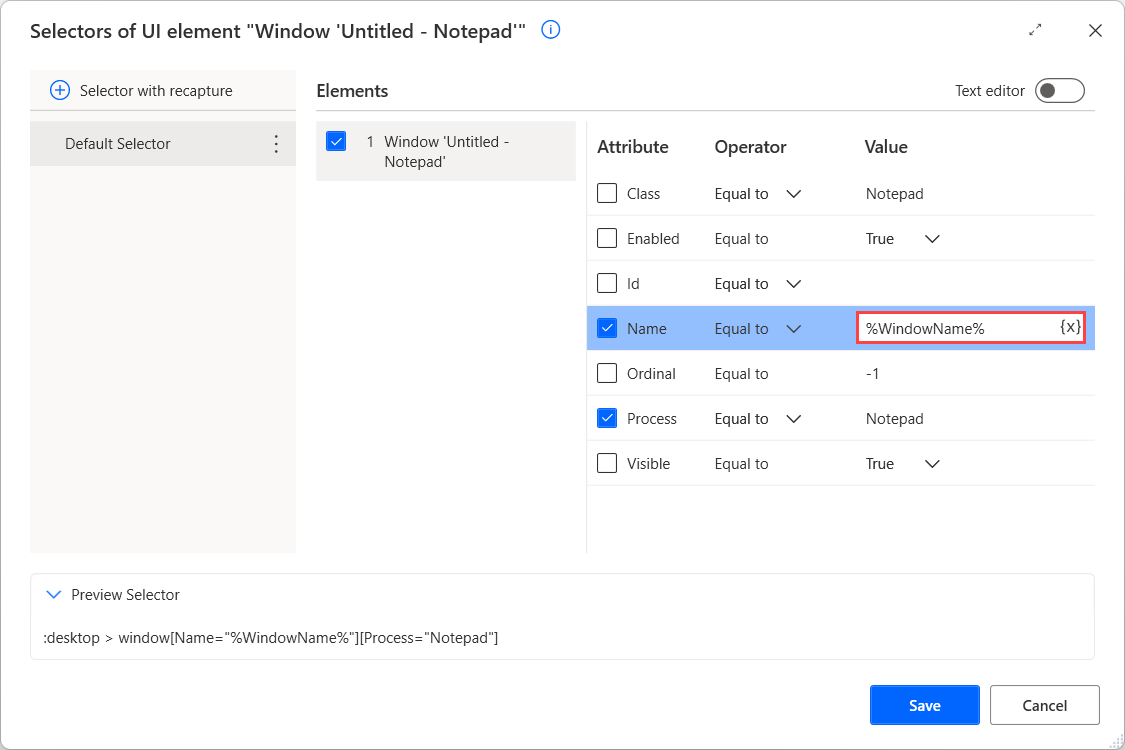 Selectors of UI element "Window 'Untitled - Notepad'"
Selector with recapture
Default Selector
Elements
Text editor
1 Window 'Untitled -
Notepad'
Attribute Operator Value
Class Equal to Notepad
Enabled Equal to True
Id Equal to
Name Equal to %WindowName% {x}
Ordinal Equal to -1
Process Equal to Notepad
Visible Equal to True
Preview Selector
:desktop > window[Name="%WindowName%"][Process="Notepad"]
Save Cancel